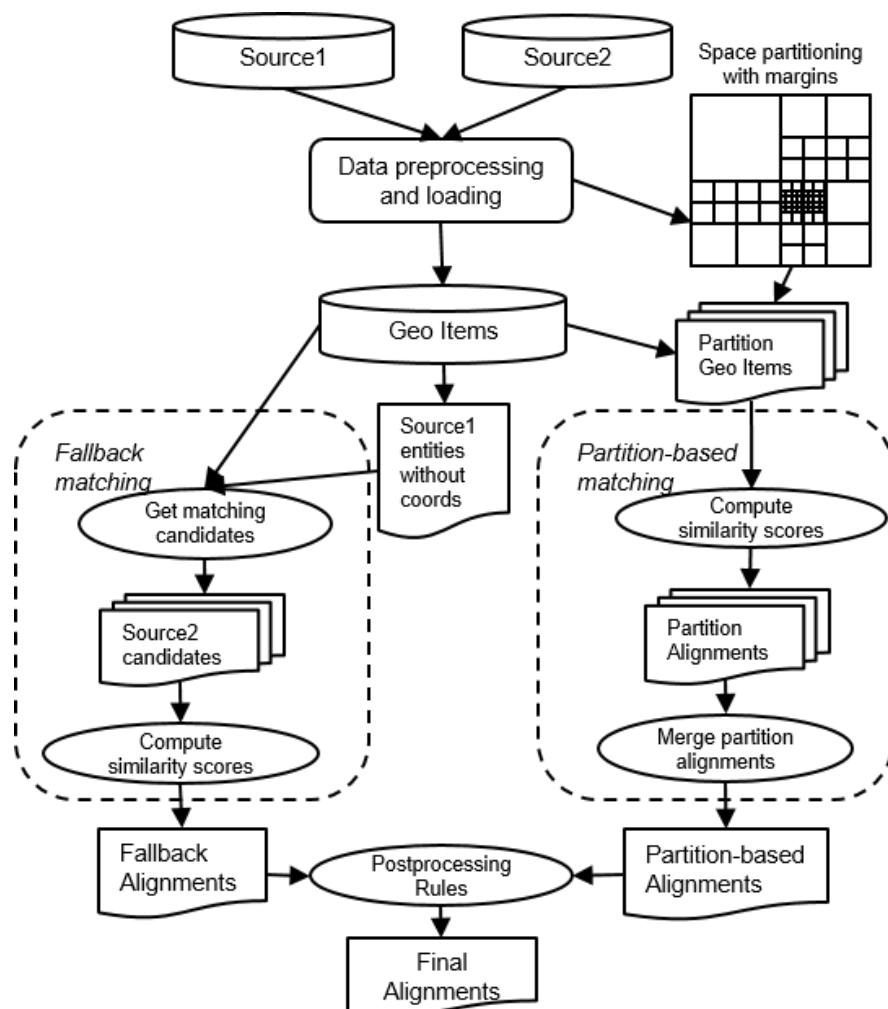 Source1
Source2
Space partitioning
with margins
Data preprocessing
and loading
Geo Items
Partition
Geo Items
Source1
entities
without
coords
Fallback
matching
Partition-based
matching
Get matching
candidates
Compute
similarity scores
Source2
candidates
Partition
Alignments
Compute
similarity scores
Merge partition
alignments
Fallback
Alignments
Postprocessing
Rules
Partition-based
Alignments
Final
Alignments